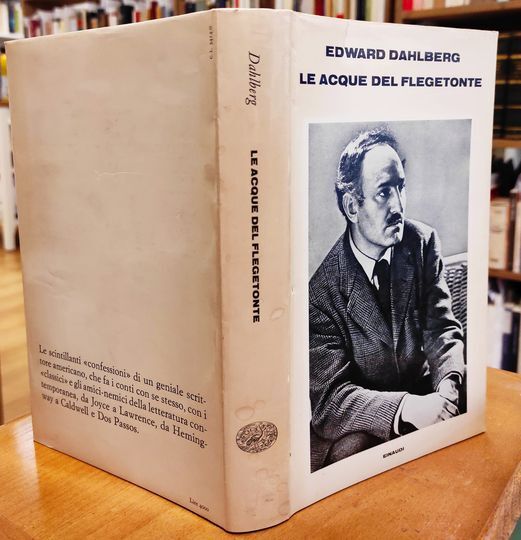 EDWARD DAHLBERG
LE ACQUE DEL FLEGETONTE
EINAUDI
Dahlberg
LE ACQUE DEL FLEGETONTE
Le scintillanti «confessioni» di un geniale scrit-
tore americano, che fa i conti con se stesso, con i
«classici» e gli amici-nemici della letteratura con-
temporanea, da Joyce a Lawrence, da Heming-
way a Caldwell e Dos Passos.
Lire 4000